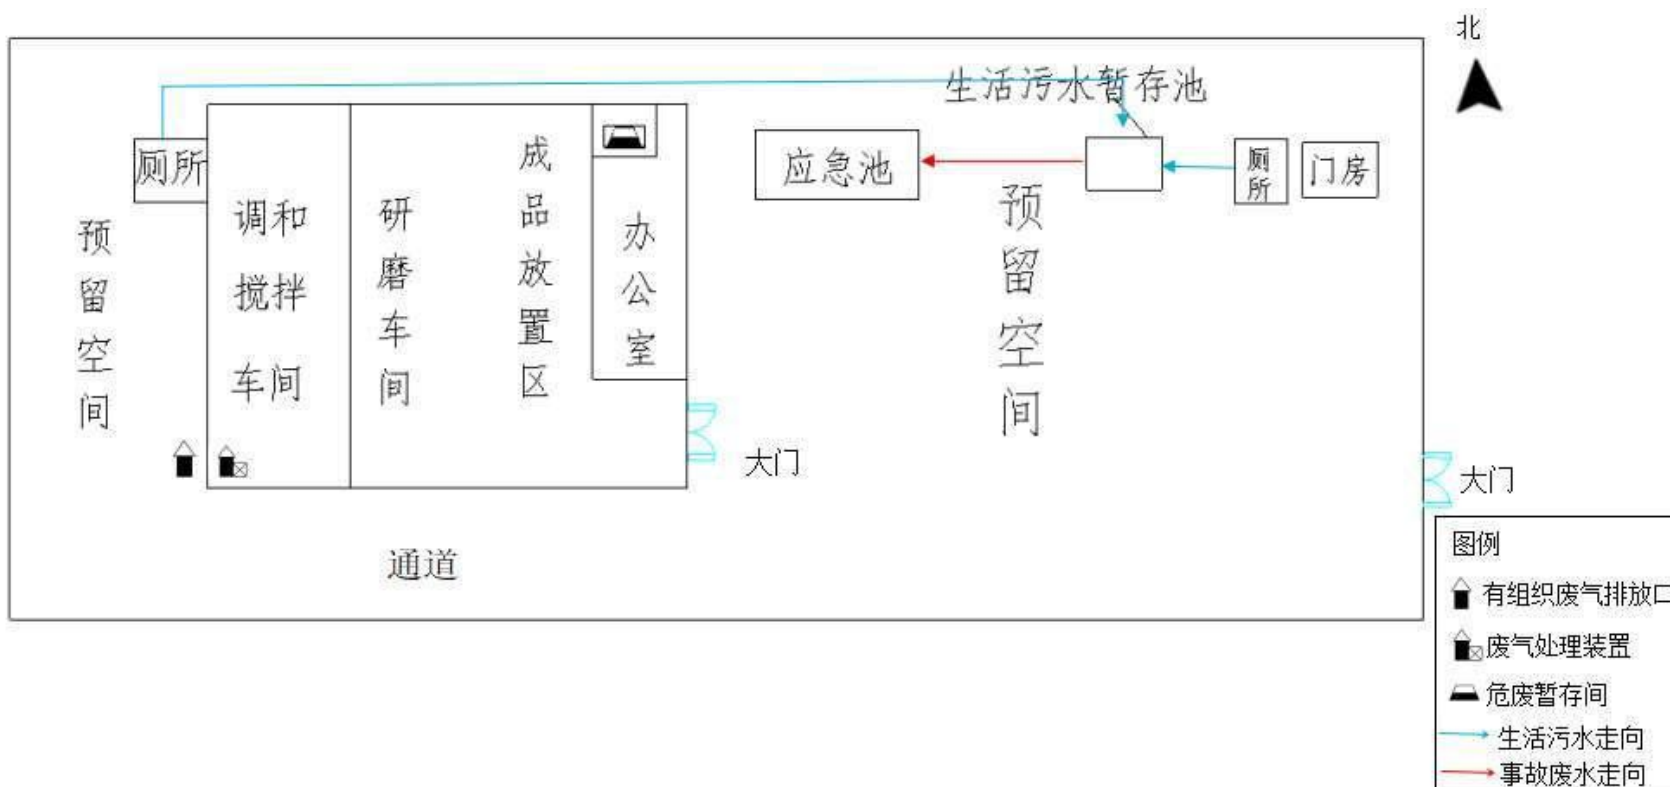 北
生活污水暂存池
厕所
应急池
厕所
门房
预留空间
调和
搅拌
车间
研磨车间
成品放置区
办公室
预留空间
大门
大门
通道
图例
有组织废气排放口
废气处理装置
危废暂存间
生活污水走向
事故废水走向